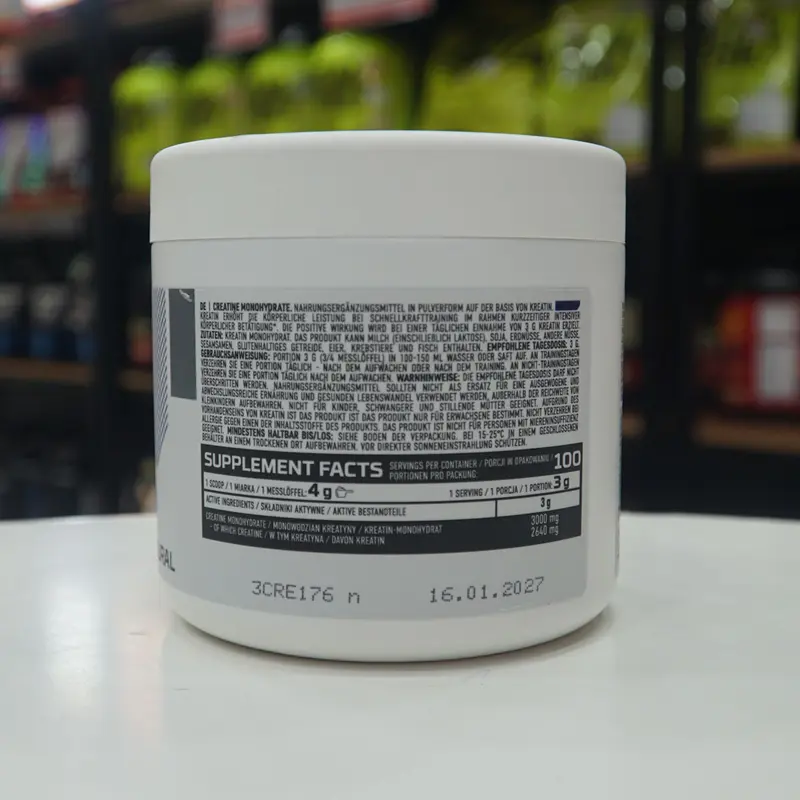 DE | CREATINE MONOHYDRATE. NAHRUNGSERGÄNZUNGSMITTEL IN PULVERFORM AUF DER BASIS VON KREATIN.
KREATIN ERHÖHT DIE KÖRPERLICHE LEISTUNG BEI SCHNELLKRAFTTRAINING IM RAHMEN KURZZEITIGER INTENSIVER
KÖRPERLICHER BETÄTIGUNG*. DIE POSITIVE WIRKUNG WIRD BEI EINER TÄGLICHEN EINNAHME VON 3 G KREATIN ERZIELT.
ZUTATEN: KREATIN MONOHYDRAT. DAS PRODUKT KANN MILCH (EINSCHLIEßLICH LAKTOSE), SOJA, ERDNÜSSE, ANDERE NÜSSE,
SESAMSAMEN, GLUTENHALTIGES GETREIDE, EIER, KREBSTIERE UND FISCH ENTHALTEN. EMPFOHLENE TAGESDOSIS: 3 G.
GEBRAUCHSANWEISUNG: PORTION 3 G (3/4 MESSLÖFFEL) IN 100-150 ML WASSER ODER SAFT AUF. AN TRAININGSTAGEN
VERZEHREN SIE EINE PORTION TÄGLICH - NACH DEM AUFWACHEN ODER NACH DEM TRAINING. AN NICHT-TRAININGSTAGEN
VERZEHREN SIE EINE PORTION TÄGLICH NACH DEM AUFWACHEN. WARNHINWEISE: DIE EMPFOHLENE TAGESDOSIS DARF NICHT
ÜBERSCHRITTEN WERDEN. NAHRUNGSERGÄNZUNGSMITTEL SOLLTEN NICHT ALS ERSATZ FÜR EINE AUSGEWOGENE UND
ABWECHSLUNGSREICHE ERNÄHRUNG UND GESUNDEN LEBENSWANDEL VERWENDET WERDEN. AUßERHALB DER REICHWEITE VON
KLEINKINDERN AUFBEWAHREN. NICHT FÜR KINDER, SCHWANGERE UND STILLENDE MÜTTER GEEIGNET. AUFGRUND DES
VORHANDENSEINS VON KREATIN IST DAS PRODUKT NUR FÜR ERWACHSENE BESTIMMT. NICHT VERZEHREN BEI
ALLERGIE GEGEN EINEN DER INHALTSSTOFFE DES PRODUKTS. DAS PRODUKT IST NICHT FÜR PERSONEN MIT NIERENINSUFFIZIENZ
GEEIGNET. MINDESTENS HALTBAR BIS/LOS: SIEHE BODEN DER VERPACKUNG. BEI 15-25°C IN EINEM GESCHLOSSENEN
BEHÄLTER AN EINEM TROCKENEN ORT AUFBEWAHREN. VOR DIREKTER SONNENEINSTRAHLUNG SCHÜTZEN.
SUPPLEMENT FACTS SERVINGS PER CONTAINER / PORCJI W OPAKOWANIU / PORTIONEN PRO PACKUNG: 100
1 SCOOP / 1 MIARKA / 1 MESSLÖFFEL: 4 g 1 SERVING / 1 PORCJA / 1 PORTION: 3 g
ACTIVE INGREDIENTS / SKŁADNIKI AKTYWNE / AKTIVE BESTANDTEILE 3 g
CREATINE MONOHYDRATE / MONOWODZIAN KREATYNY / KREATIN-MONOHYDRAT 3000 mg
- OF WHICH CREATINE / W TYM KREATYNA / DAVON KREATIN 2640 mg
RAL
3CRE176 n 16.01.2027